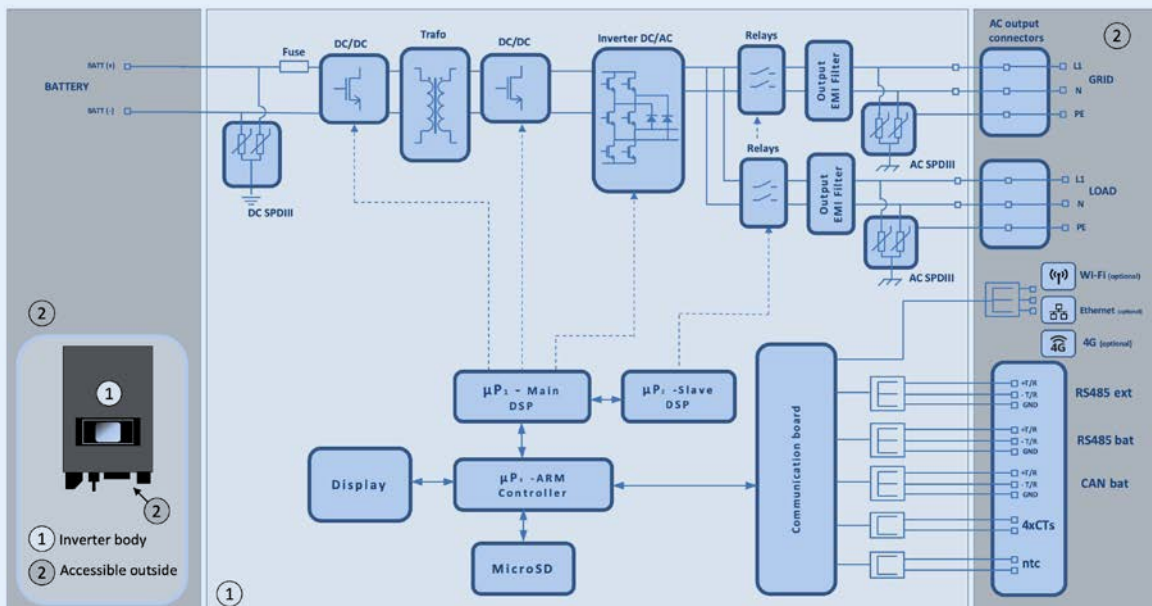 BATTERY
BATT (+)
BATT (-)
Fuse
DC/DC
Trafo
DC/DC
Inverter DC/AC
Relays
Output
EMI Filter
AC output
connectors
2
L1
GRID
N
PE
DC SPDIII
AC SPDIII
Relays
Output
EMI Filter
L1
LOAD
N
PE
AC SPDIII
Wi-Fi (optional)
Ethernet (optional)
4G
4G (optional)
µP₁ - Main
DSP
µP₂ -Slave
DSP
Display
µP₃ -ARM
Controller
MicroSD
Communication board
+T/R
- T/R
GND
RS485 ext
+T/R
- T/R
GND
RS485 bat
+T/R
- T/R
GND
CAN bat
4xCTs
ntc
2
1
2
1 Inverter body
2 Accessible outside
1